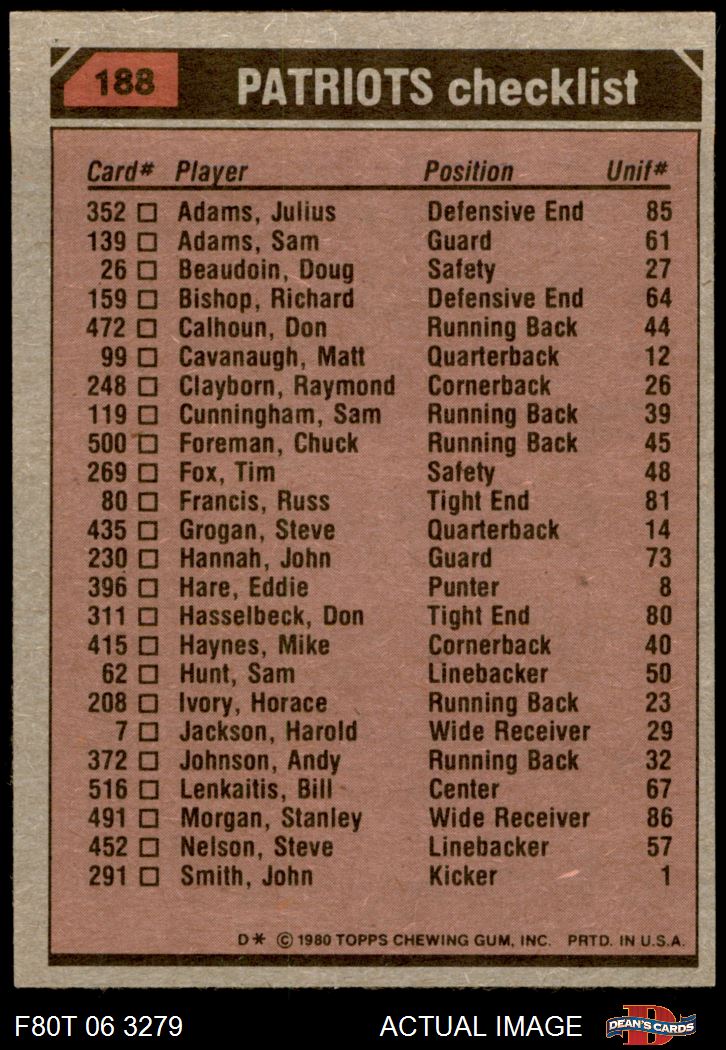 188 PATRIOTS checklist
Card# Player Position Unif#
352 □ Adams, Julius Defensive End 85
139 □ Adams, Sam Guard 61
26 □ Beaudoin, Doug Safety 27
159 □ Bishop, Richard Defensive End 64
472 □ Calhoun, Don Running Back 44
99 □ Cavanaugh, Matt Quarterback 12
248 □ Clayborn, Raymond Cornerback 26
119 □ Cunningham, Sam Running Back 39
500 □ Foreman, Chuck Running Back 45
269 □ Fox, Tim Safety 48
80 □ Francis, Russ Tight End 81
435 □ Grogan, Steve Quarterback 14
230 □ Hannah, John Guard 73
396 □ Hare, Eddie Punter 8
311 □ Hasselbeck, Don Tight End 80
415 □ Haynes, Mike Cornerback 40
62 □ Hunt, Sam Linebacker 50
208 □ Ivory, Horace Running Back 23
7 □ Jackson, Harold Wide Receiver 29
372 □ Johnson, Andy Running Back 32
516 □ Lenkaitis, Bill Center 67
491 □ Morgan, Stanley Wide Receiver 86
452 □ Nelson, Steve Linebacker 57
291 □ Smith, John Kicker 1
D* © 1980 TOPPS CHEWING GUM, INC. PRTD. IN U.S.A.
F80T 06 3279 ACTUAL IMAGE D DEAN'S CARDS